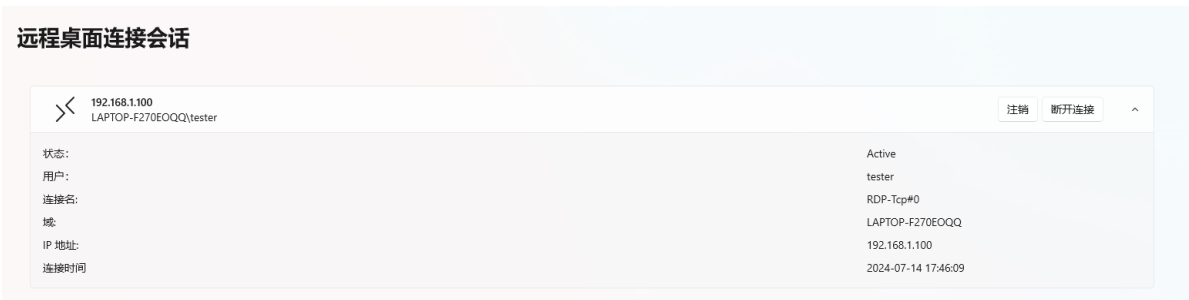 远程桌面连接会话
192.168.1.100
LAPTOP-F270EOQQ\tester
注销 断开连接
状态: Active
用户: tester
连接名: RDP-Tcp#0
域: LAPTOP-F270EOQQ
IP 地址: 192.168.1.100
连接时间 2024-07-14 17:46:09